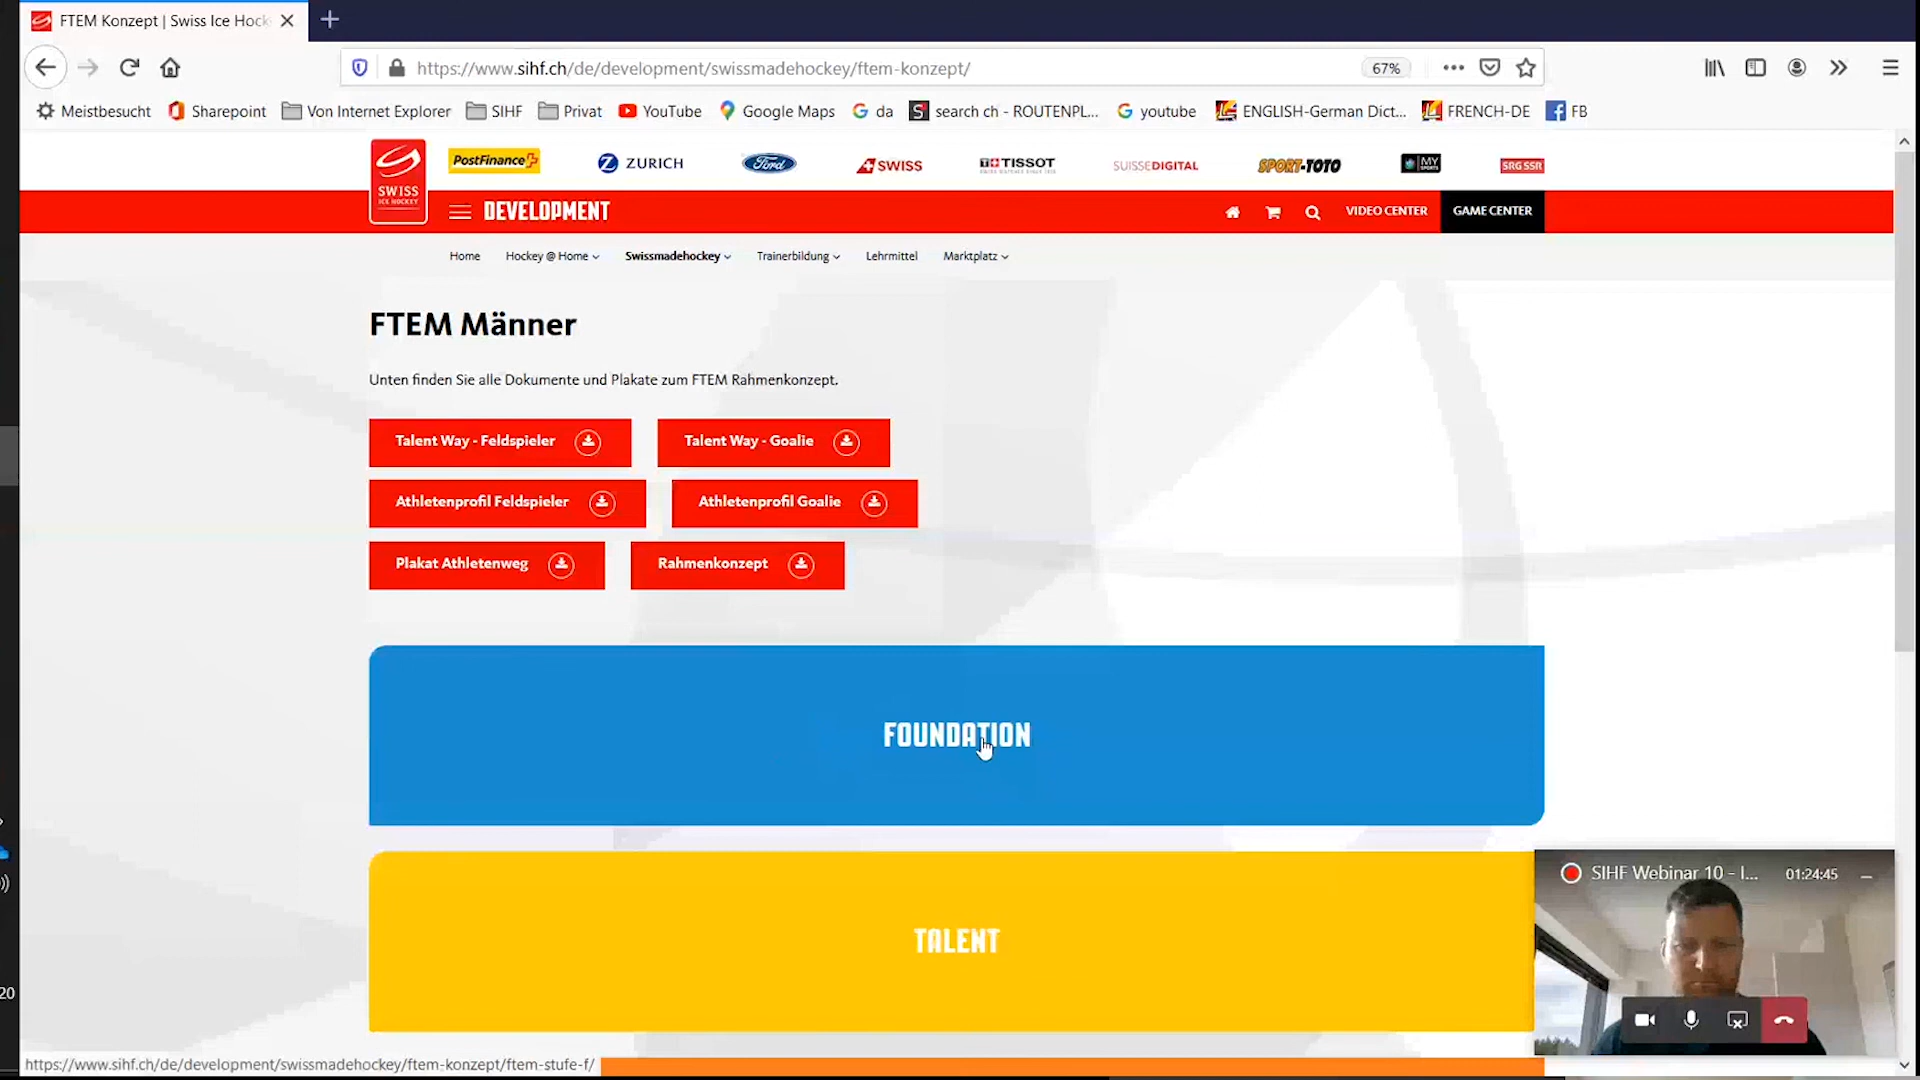 FTEM Konzept | Swiss Ice Hock
https://www.sihf.ch/de/development/swissmadehockey/ftem-konzept/
67%
Meistbesucht Sharepoint Von Internet Explorer SIHF Privat YouTube Google Maps da search ch - ROUTENPL... youtube ENGLISH-German Dict... FRENCH-DE FB
SWISS ICE HOCKEY
PostFinance ZURICH Ford SWISS TISSOT SUISSEDIGITAL SPORT-TOTO MY SPORTS SRG SSR
DEVELOPMENT VIDEO CENTER GAME CENTER
Home Hockey @ Home Swissmadehockey Trainerbildung Lehrmittel Marktplatz
FTEM Männer
Unten finden Sie alle Dokumente und Plakate zum FTEM Rahmenkonzept.
Talent Way - Feldspieler Talent Way - Goalie
Athletenprofil Feldspieler Athletenprofil Goalie
Plakat Athletenweg Rahmenkonzept
FOUNDATION
TALENT
SIHF Webinar 10 - I... 01:24:45
20
https://www.sihf.ch/de/development/swissmadehockey/ftem-konzept/ftem-stufe-f/